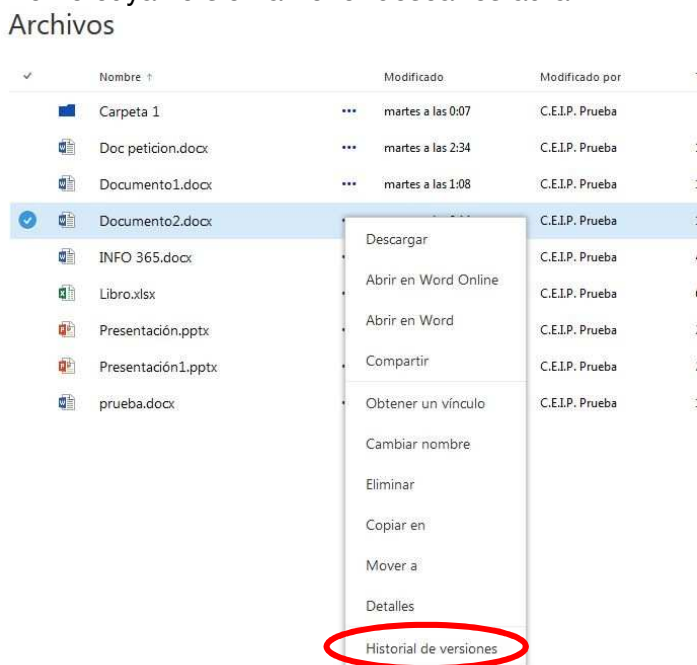 Archivos
Nombre ↑ Modificado Modificado por
Carpeta 1 ••• martes a las 0:07 C.E.I.P. Prueba
Doc peticion.docx ••• martes a las 2:34 C.E.I.P. Prueba
Documento1.docx ••• martes a las 1:08 C.E.I.P. Prueba
Documento2.docx C.E.I.P. Prueba
INFO 365.docx C.E.I.P. Prueba
Libro.xlsx C.E.I.P. Prueba
Presentación.pptx C.E.I.P. Prueba
Presentación1.pptx C.E.I.P. Prueba
prueba.docx C.E.I.P. Prueba
Descargar
Abrir en Word Online
Abrir en Word
Compartir
Obtener un vínculo
Cambiar nombre
Eliminar
Copiar en
Mover a
Detalles
Historial de versiones